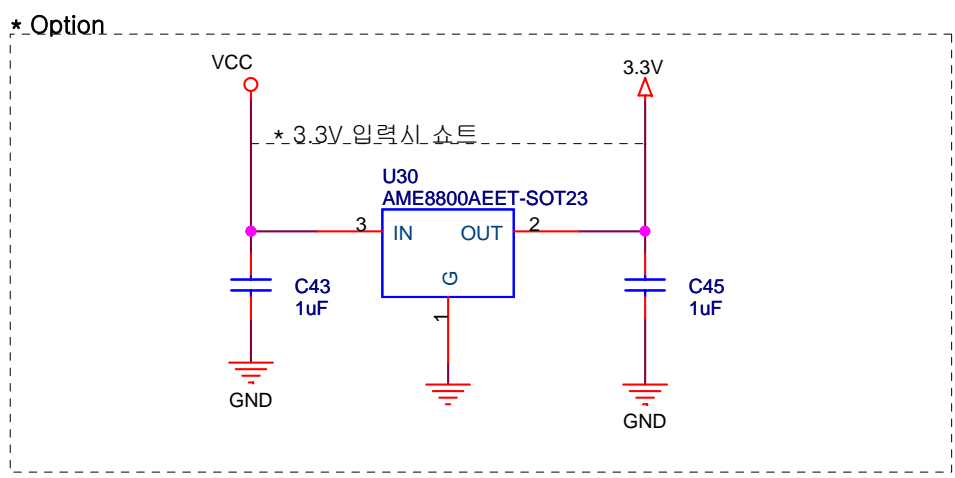 * Option
VCC
3.3V
* 3.3V 입력시 쇼트
U30
AME8800AEET-SOT23
3
IN
OUT
2
G
1
C43
1uF
C45
1uF
GND
GND